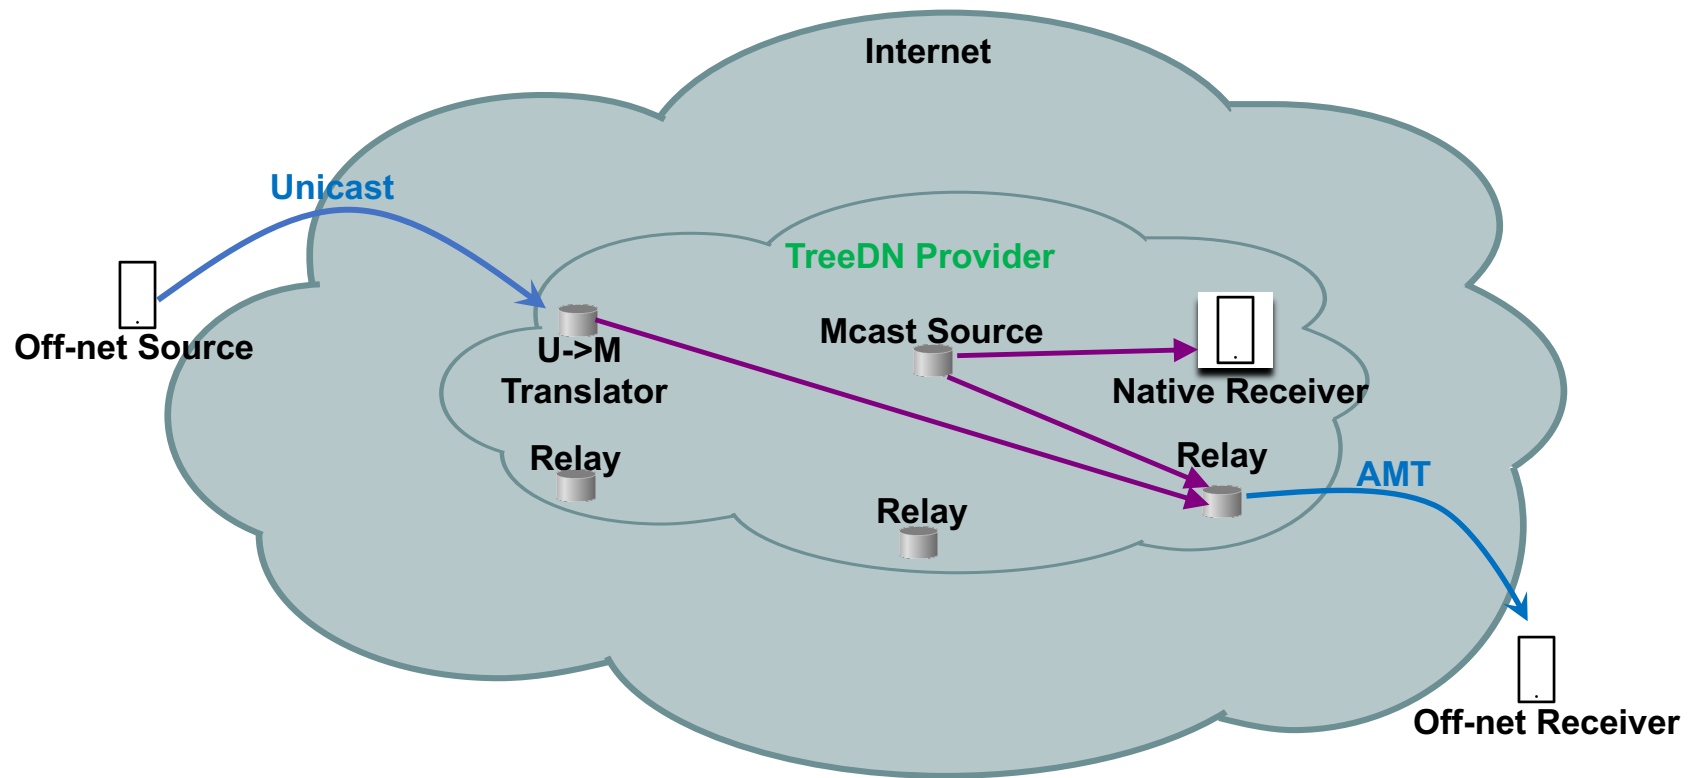 Internet
Unicast
TreeDN Provider
Off-net Source
U->M
Translator
Mcast Source
Native Receiver
Relay
Relay
Relay
AMT
Off-net Receiver